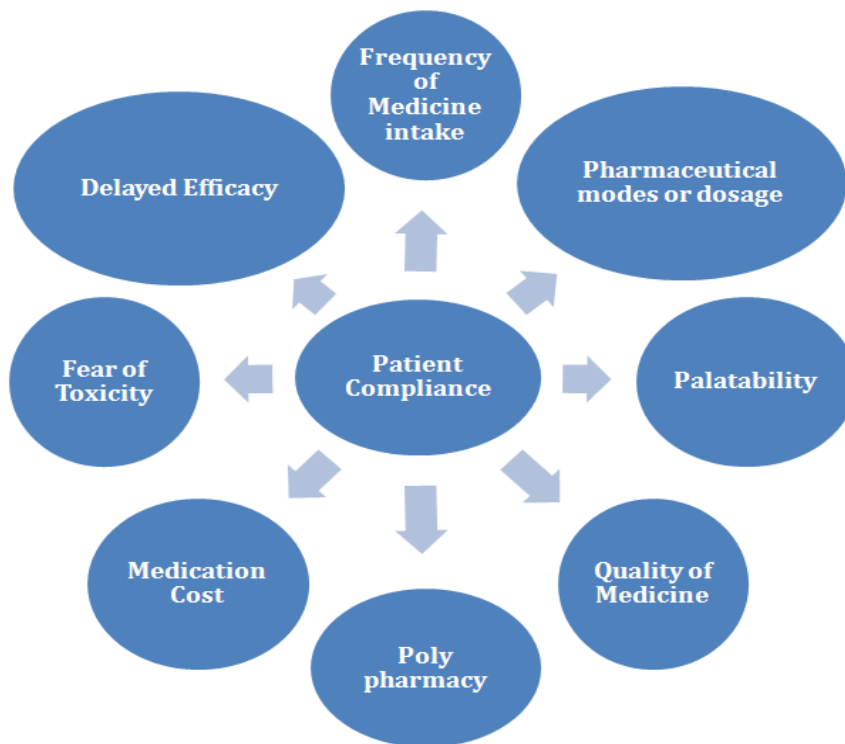 Frequency
of
Medicine
intake
Delayed Efficacy
Pharmaceutical
modes or dosage
Fear of
Toxicity
Patient
Compliance
Palatability
Medication
Cost
Quality of
Medicine
Poly
pharmacy